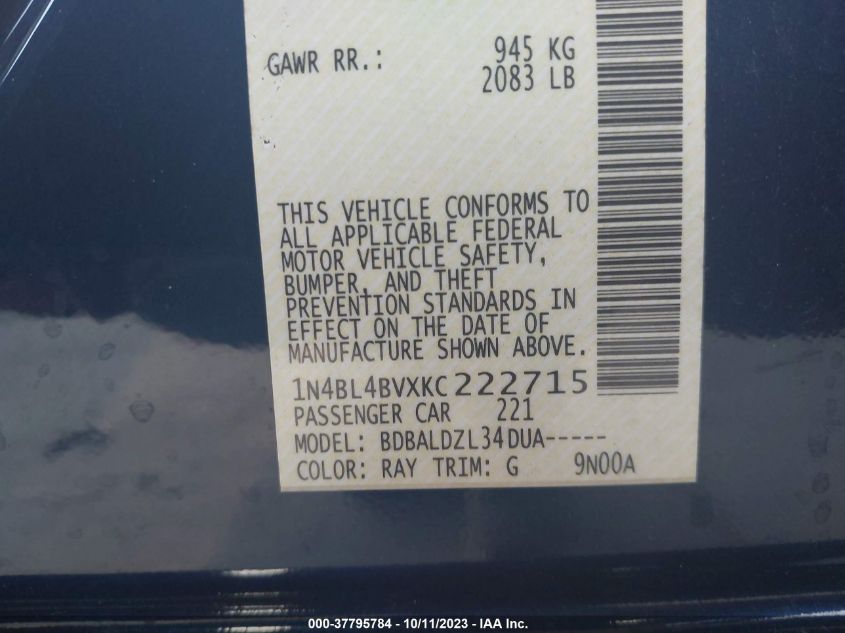 GAWR RR.: 945 KG
2083 LB
THIS VEHICLE CONFORMS TO
ALL APPLICABLE FEDERAL
MOTOR VEHICLE SAFETY,
BUMPER, AND THEFT
PREVENTION STANDARDS IN
EFFECT ON THE DATE OF
MANUFACTURE SHOWN ABOVE.
1N4BL4BVXKC222715
PASSENGER CAR 221
MODEL: BDBALDZL34DUA-----
COLOR: RAY TRIM: G 9N00A
000-37795784 - 10/11/2023 - IAA Inc.